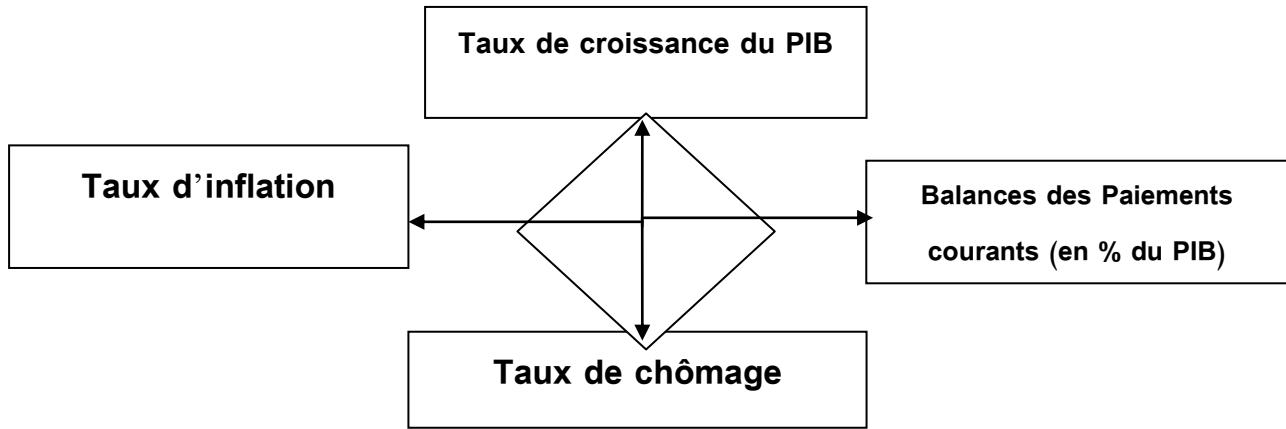 Taux de croissance du PIB
Taux d’inflation
Balances des Paiements
courants (en % du PIB)
Taux de chômage